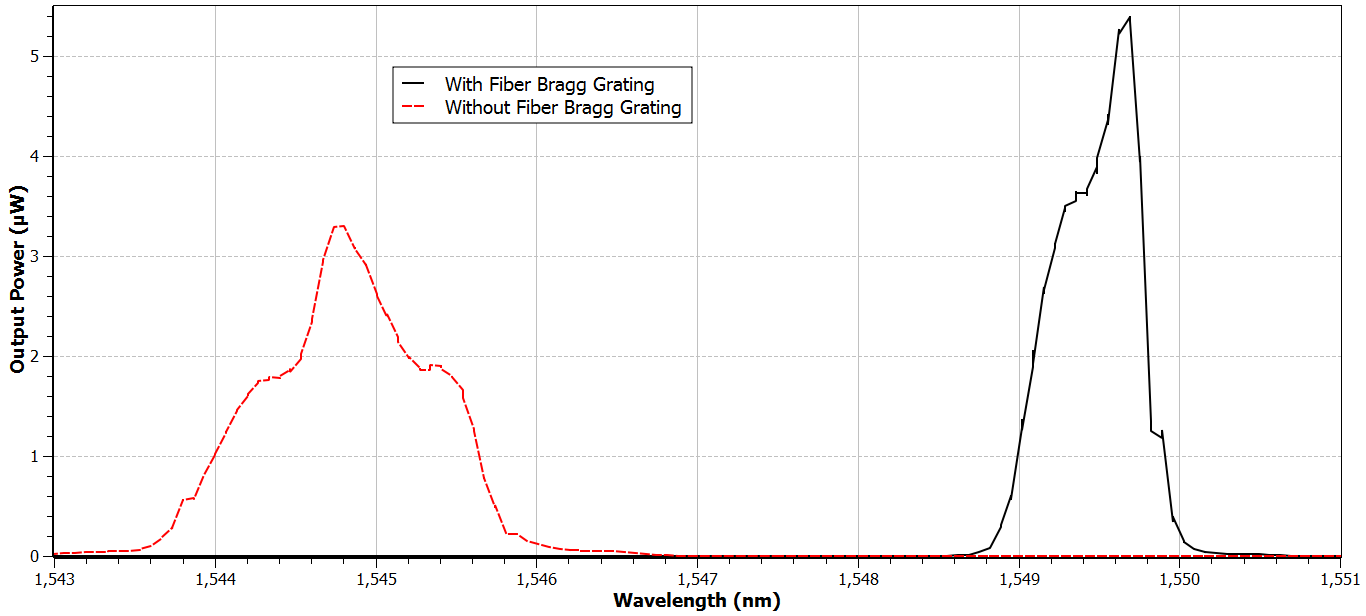 With Fiber Bragg Grating
Without Fiber Bragg Grating
Output Power (µW)
5
4
3
2
1
0
1,543 1,544 1,545 1,546 1,547 1,548 1,549 1,550 1,551
Wavelength (nm)